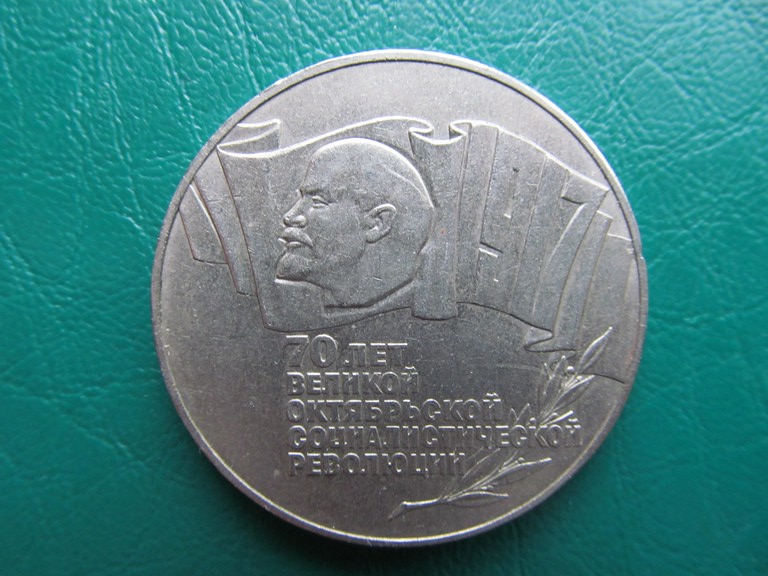 1917
70 ЛЕТ
ВЕЛИКОЙ
ОКТЯБРЬСКОЙ
СОЦИАЛИСТИЧЕСКОЙ
РЕВОЛЮЦИИ